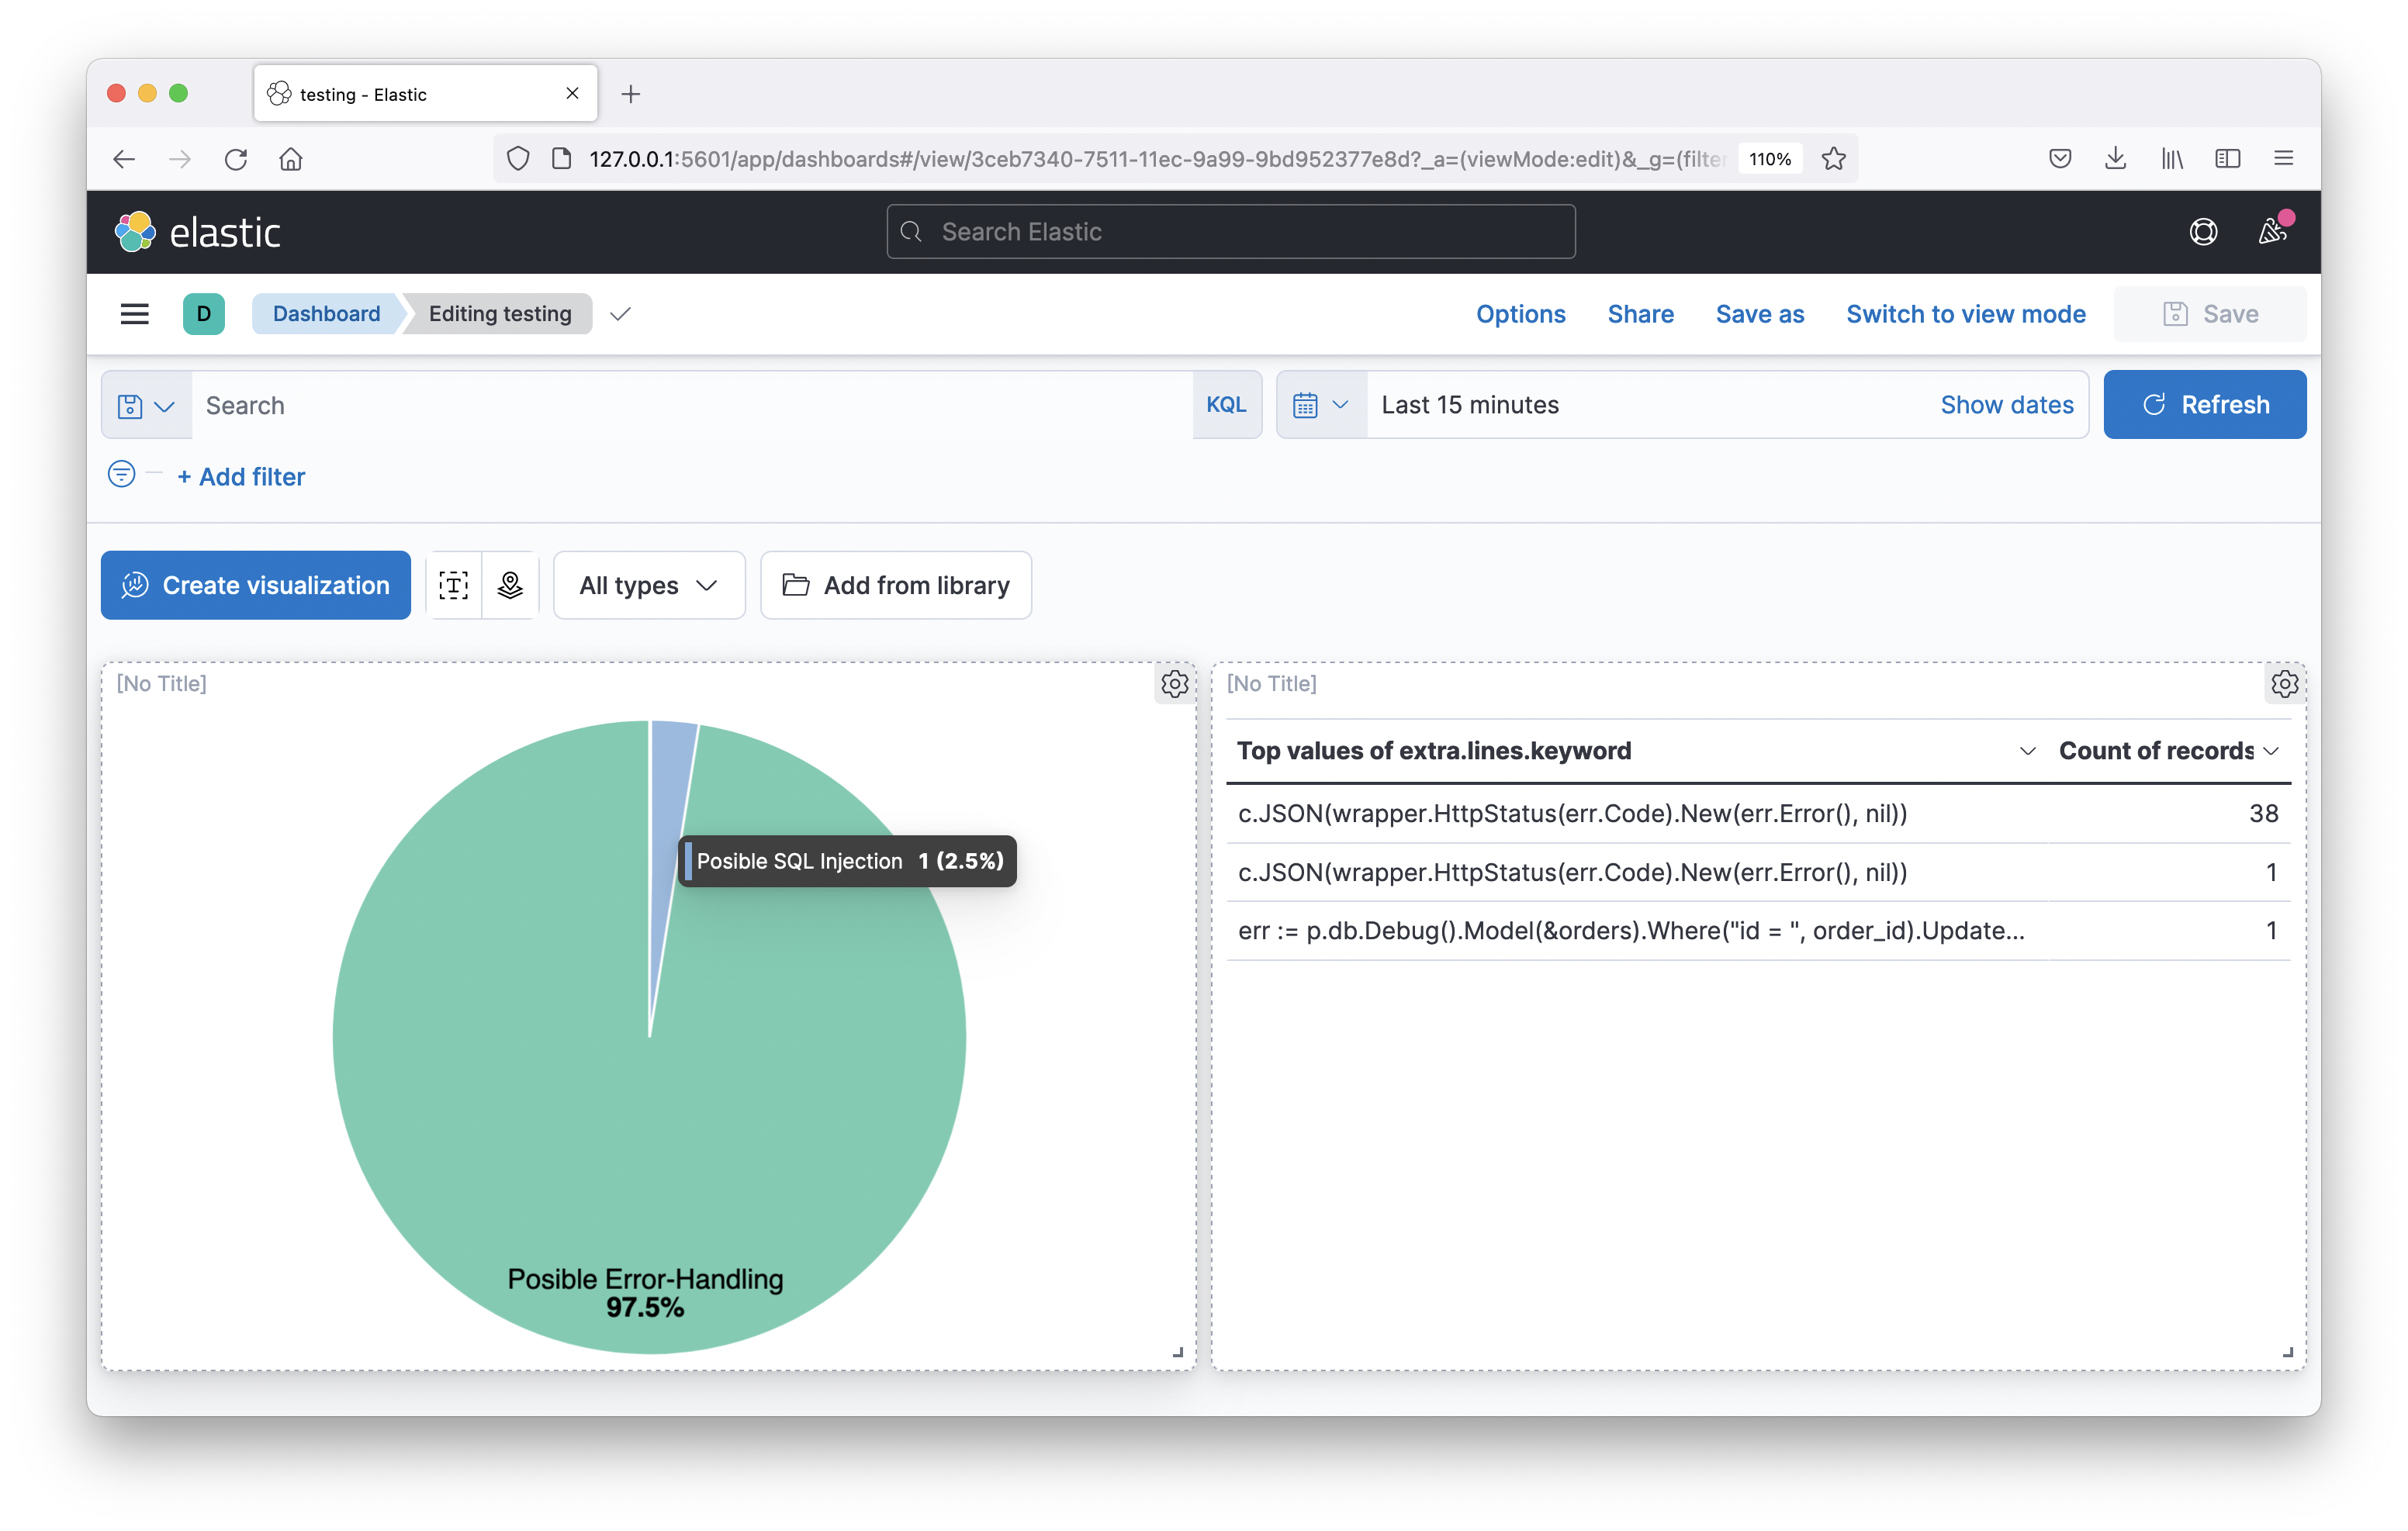 testing - Elastic
127.0.0.1:5601/app/dashboards#/view/3ceb7340-7511-11ec-9a99-9bd952377e8d?_a=(viewMode:edit)&_g=(filter
110%
elastic
Search Elastic
D
Dashboard
Editing testing
Options
Share
Save as
Switch to view mode
Save
Search
KQL
Last 15 minutes
Show dates
Refresh
+ Add filter
Create visualization
T
All types
Add from library
[No Title]
Posible SQL Injection 1 (2.5%)
Posible Error-Handling
97.5%
[No Title]
Top values of extra.lines.keyword Count of records
c.JSON(wrapper.HttpStatus(err.Code).New(err.Error(), nil)) 38
c.JSON(wrapper.HttpStatus(err.Code).New(err.Error(), nil)) 1
err := p.db.Debug().Model(&orders).Where("id = ", order_id).Update... 1